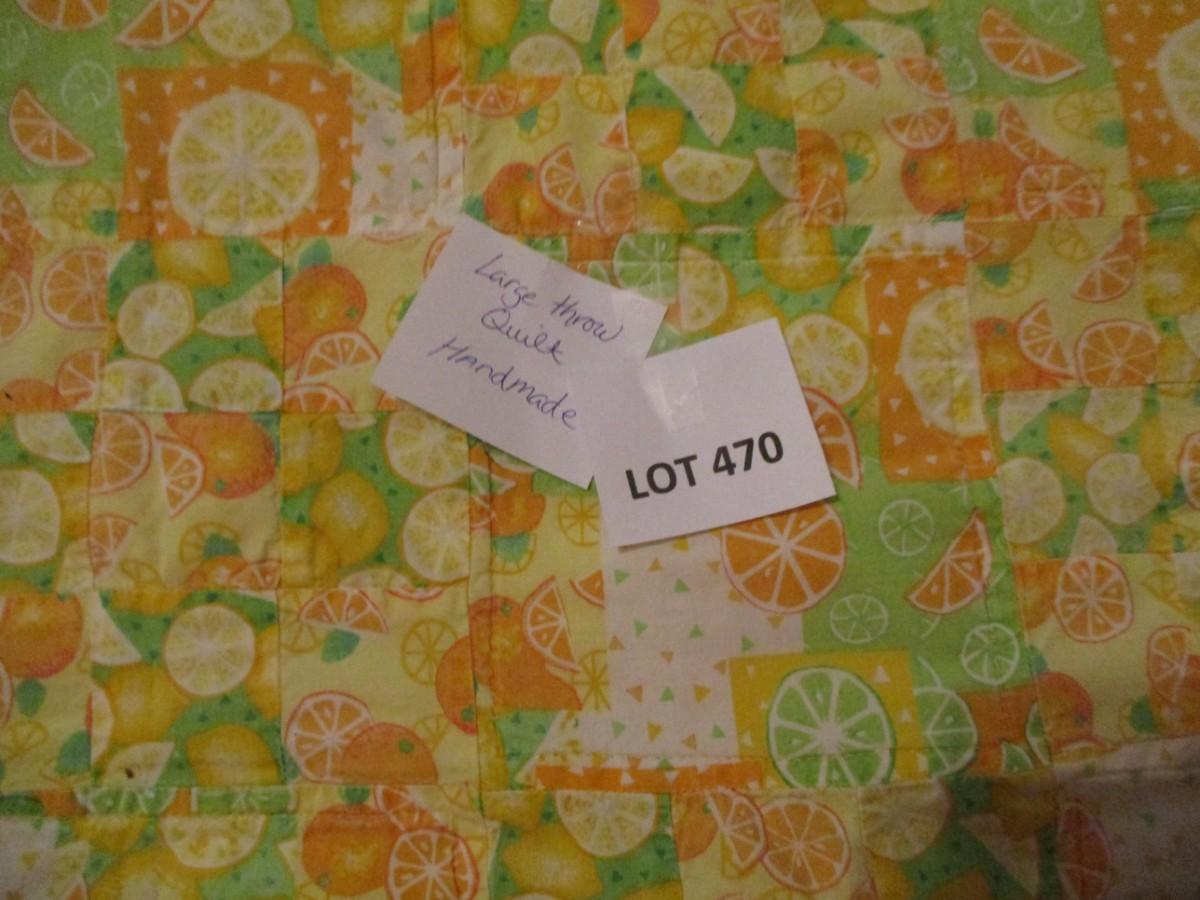 Large throw
Quilt
Handmade
LOT 470